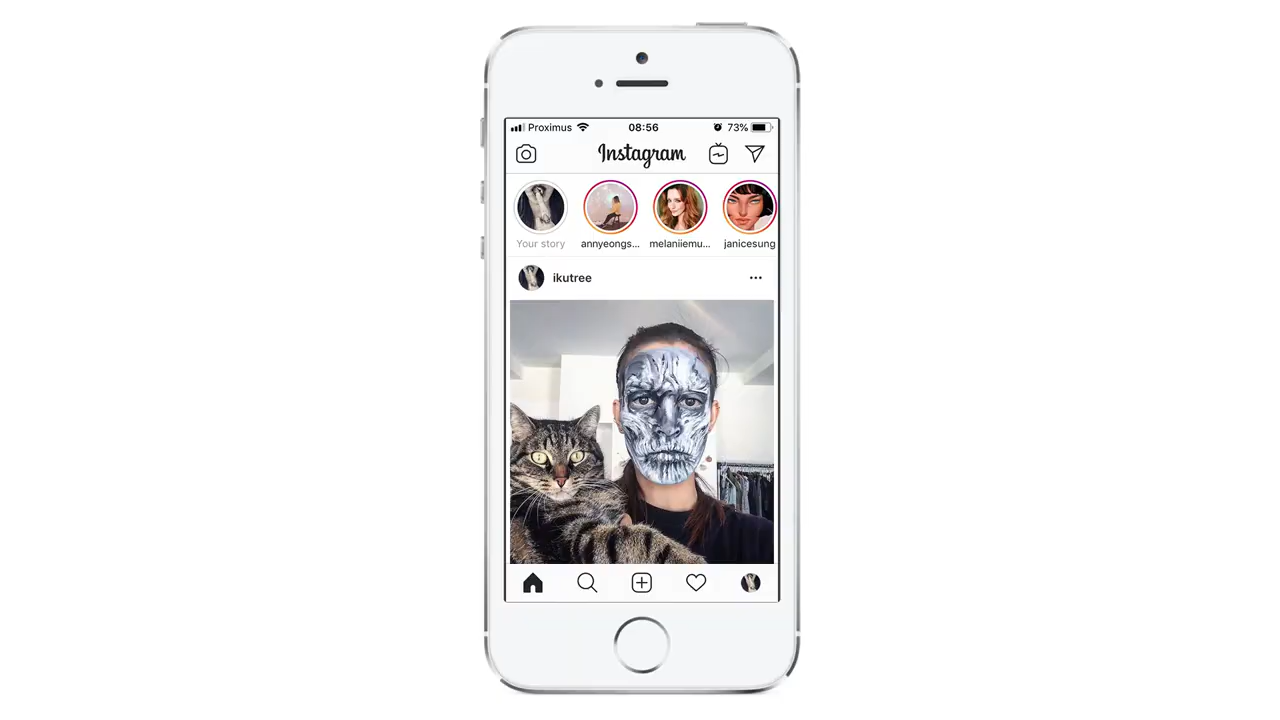 Proximus 08:56 73%
Instagram
Your story annyeongs... melaniiemu... janicesung
ikutree